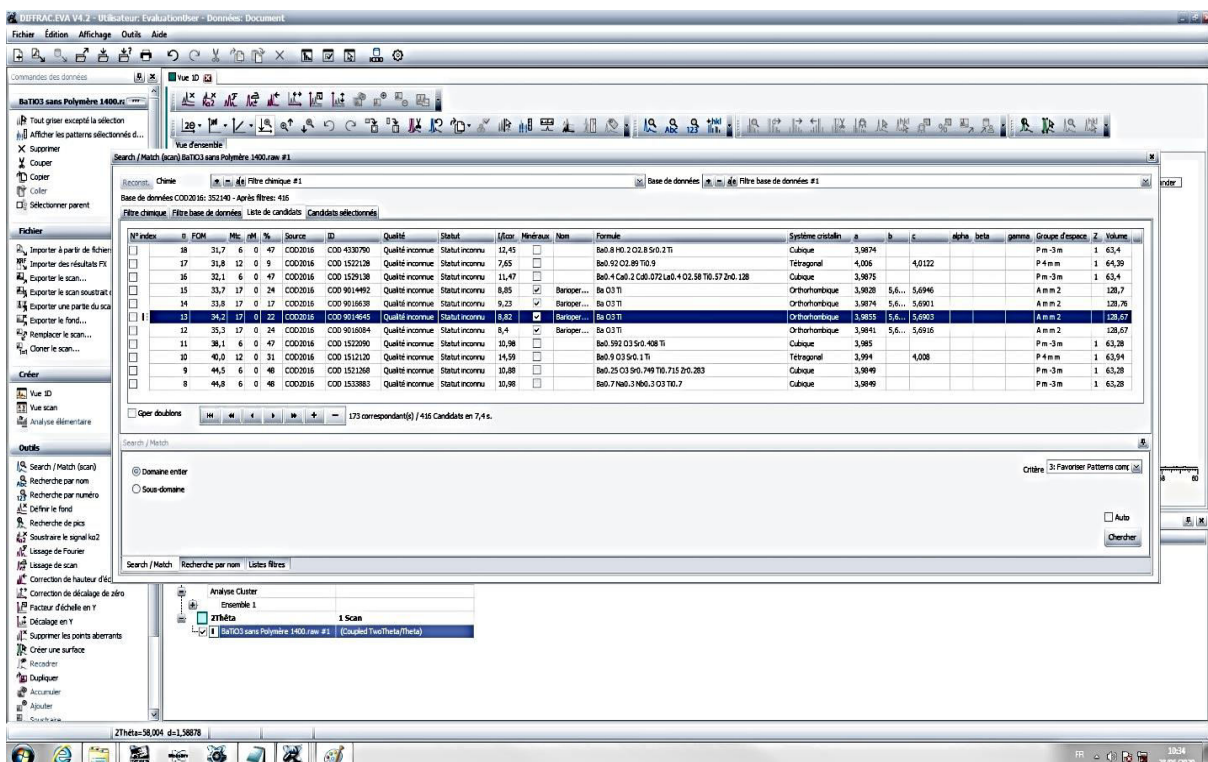 DIFFRAC.EVA V4.2 - Utilisateur: EvaluationUser - Données: Document
Fichier Édition Affichage Outils Aide
Commandes des données
Vue 1D
BaTiO3 sans Polymère 1400.ra
Tout griser excepté la sélection
Afficher les patterns sélectionnés d...
Supprimer
Vue d'ensemble
Couper
Search / Match (scan) BaTiO3 sans Polymère 1400.raw #1
Copier
Coller
Sélectionner parent
Reconst. Chimie Filtre chimique #1 Base de données Filtre base de données #1
Base de données COD2016: 352140 - Après filtres: 416
Filtre chimique Filtre base de données Liste de candidats Candidats sélectionnés
N° index n FOM Mtc nM % Source ID Qualité Statut I/Icor Minéraux Nom Formule Système cristallin a b c alpha beta gamma Groupe d'espace Z Volume
18 31,7 6 0 47 COD2016 COD 4330790 Qualité inconnue Statut inconnu 12,45 Ba0.8 H0.2 O2.8 Sr0.2 Ti Cubique 3,9874 P m -3 m 1 63,4
17 31,8 12 0 9 COD2016 COD 1522128 Qualité inconnue Statut inconnu 7,65 Ba0.92 O2.89 Ti0.9 Tétragonal 4,006 4,0122 P 4 m m 1 64,39
16 32,1 6 0 47 COD2016 COD 1529138 Qualité inconnue Statut inconnu 11,47 Ba0.4 Ca0.2 Cd0.072 La0.4 O2.58 Ti0.57 Zn0.128 Cubique 3,9875 P m -3 m 1 63,4
15 33,7 17 0 24 COD2016 COD 9014492 Qualité inconnue Statut inconnu 8,85 Barioper... Ba O3 Ti Orthorhombique 3,9828 5,6... 5,6946 A m m 2 128,7
14 33,8 17 0 17 COD2016 COD 9016638 Qualité inconnue Statut inconnu 9,23 Barioper... Ba O3 Ti Orthorhombique 3,9874 5,6... 5,6901 A m m 2 128,76
13 34,2 17 0 22 COD2016 COD 9014645 Qualité inconnue Statut inconnu 8,82 Barioper... Ba O3 Ti Orthorhombique 3,9855 5,6... 5,6903 A m m 2 128,67
12 35,3 17 0 24 COD2016 COD 9016084 Qualité inconnue Statut inconnu 8,4 Barioper... Ba O3 Ti Orthorhombique 3,9841 5,6... 5,6916 A m m 2 128,67
11 38,1 6 0 47 COD2016 COD 1522090 Qualité inconnue Statut inconnu 10,98 Ba0.592 O3 Sr0.408 Ti Cubique 3,985 P m -3 m 1 63,28
10 40,0 12 0 31 COD2016 COD 1512120 Qualité inconnue Statut inconnu 14,59 Ba0.9 O3 Sr0.1 Ti Tétragonal 3,994 4,008 P 4 m m 1 63,94
9 44,5 6 0 48 COD2016 COD 1521268 Qualité inconnue Statut inconnu 10,88 Ba0.25 O3 Sr0.749 Ti0.715 Zr0.283 Cubique 3,9849 P m -3 m 1 63,28
8 44,8 6 0 48 COD2016 COD 1533883 Qualité inconnue Statut inconnu 10,98 Ba0.7 Na0.3 Nb0.3 O3 Ti0.7 Cubique 3,9849 P m -3 m 1 63,28
Gper doublons 173 correspondant(s) / 416 Candidats en 7,4 s.
Search / Match
Domaine entier
Sous-domaine
Critère 3: Favoriser Patterns comp
Auto
Chercher
Search / Match Recherche par nom Listes filtres
Fichier
Importer à partir de fichier
Importer des résultats FX
Exporter le scan...
Exporter le scan soustrait
Exporter une partie du sca
Exporter le fond...
Remplacer le scan...
Cloner le scan...
Créer
Vue 1D
Vue scan
Analyse élémentaire
Outils
Search / Match (scan)
Recherche par nom
Recherche par numéro
Définir le fond
Recherche de pics
Soustraire le signal kα2
Lissage de Fourier
Lissage de scan
Correction de hauteur d'éc
Correction de décalage de zéro
Facteur d'échelle en Y
Décalage en Y
Supprimer les points aberrants
Créer une surface
Recadrer
Dupliquer
Accumuler
Ajouter
Soustraire
Analyse Cluster
Ensemble 1
2Thêta 1 Scan
BaTiO3 sans Polymère 1400.raw #1 (Coupled TwoTheta/Theta)
60
2Thêta=58,004 d=1,58878
FR 10:34